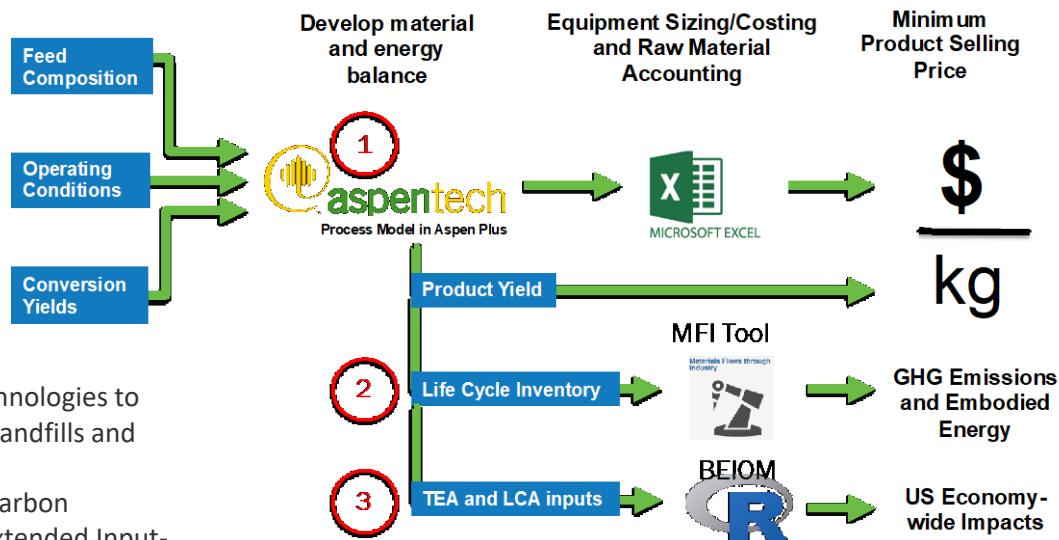 Develop material
and energy
balance
Equipment Sizing/Costing
and Raw Material
Accounting
Minimum
Product Selling
Price
Feed
Composition
Operating
Conditions
Conversion
Yields
1
aspentech
Process Model in Aspen Plus
X
MICROSOFT EXCEL
$
kg
Product Yield
MFI Tool
2
Life Cycle Inventory
Materials Flows through
Industry
GHG Emissions
and Embodied
Energy
3
TEA and LCA inputs
BEIOM
R
US Economy-
wide Impacts
hnologies to
andfills and
arbon
xtended Input-